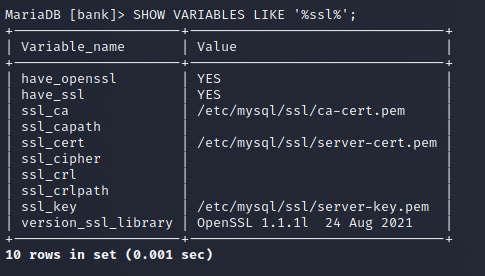 MariaDB [bank]> SHOW VARIABLES LIKE '%ssl%';
Variable_name | Value
have_openssl | YES
have_ssl | YES
ssl_ca | /etc/mysql/ssl/ca-cert.pem
ssl_capath |
ssl_cert | /etc/mysql/ssl/server-cert.pem
ssl_cipher |
ssl_crl |
ssl_crlpath |
ssl_key | /etc/mysql/ssl/server-key.pem
version_ssl_library | OpenSSL 1.1.1l  24 Aug 2021
10 rows in set (0.001 sec)